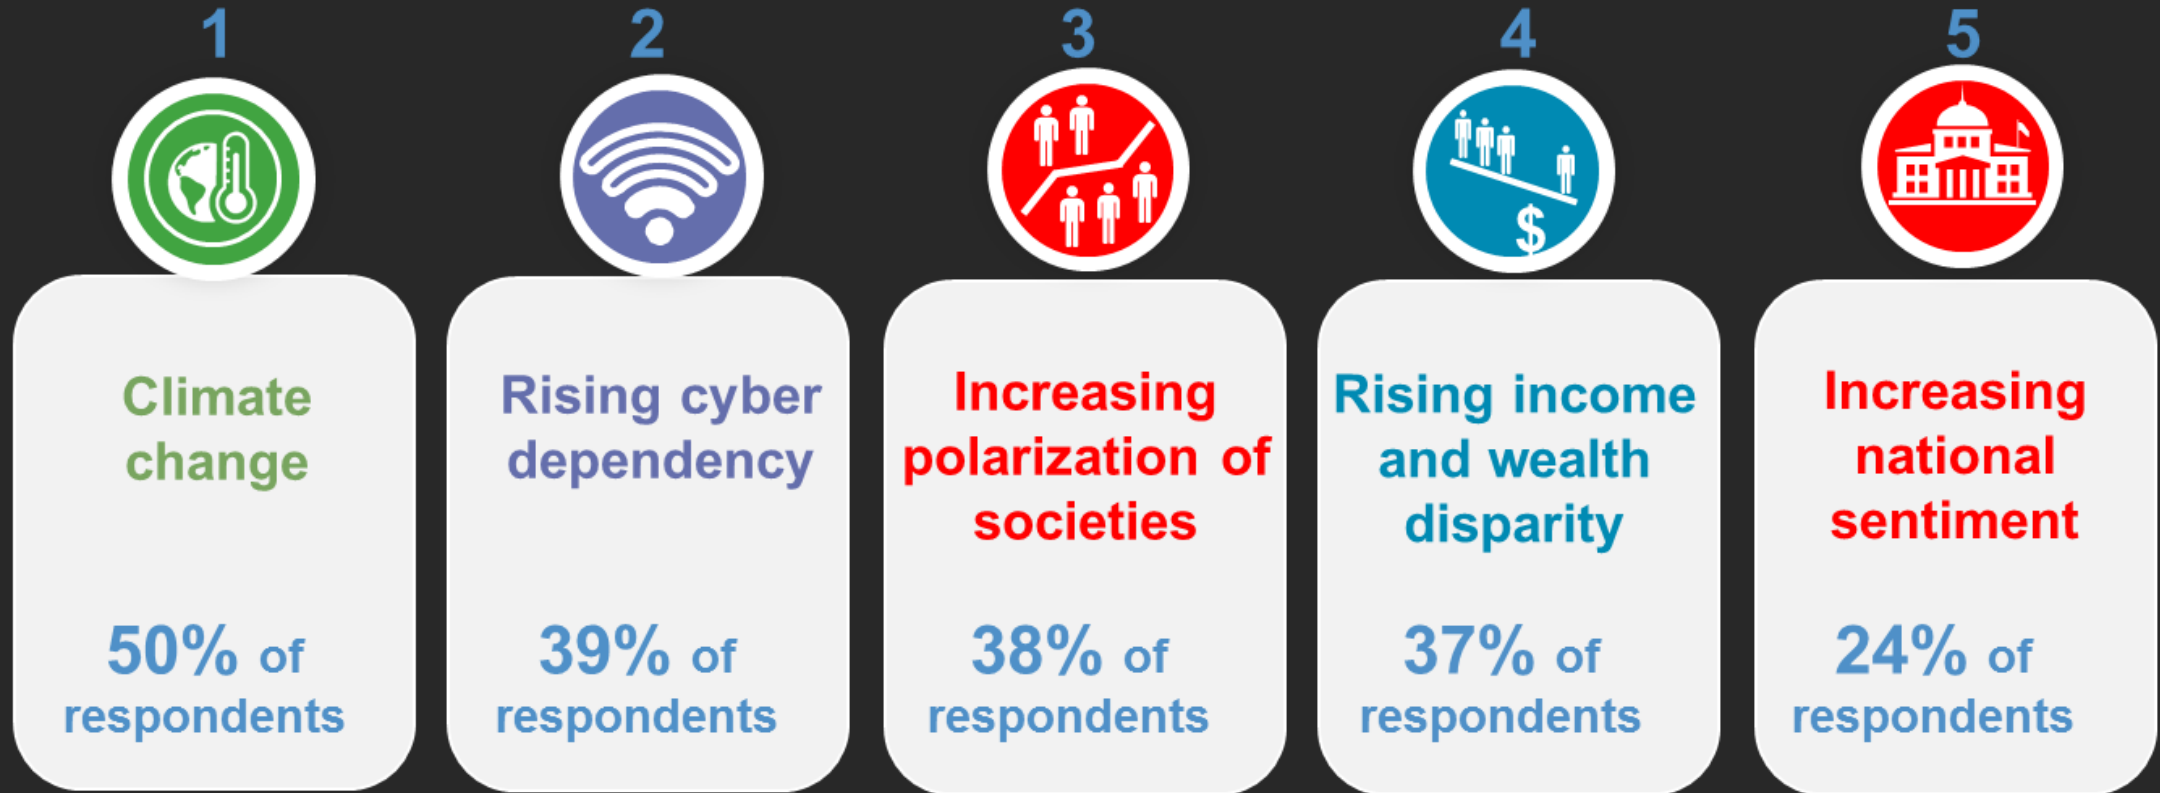 1
Climate
change
50% of
respondents
2
Rising cyber
dependency
39% of
respondents
3
Increasing
polarization of
societies
38% of
respondents
4
$
Rising income
and wealth
disparity
37% of
respondents
5
Increasing
national
sentiment
24% of
respondents